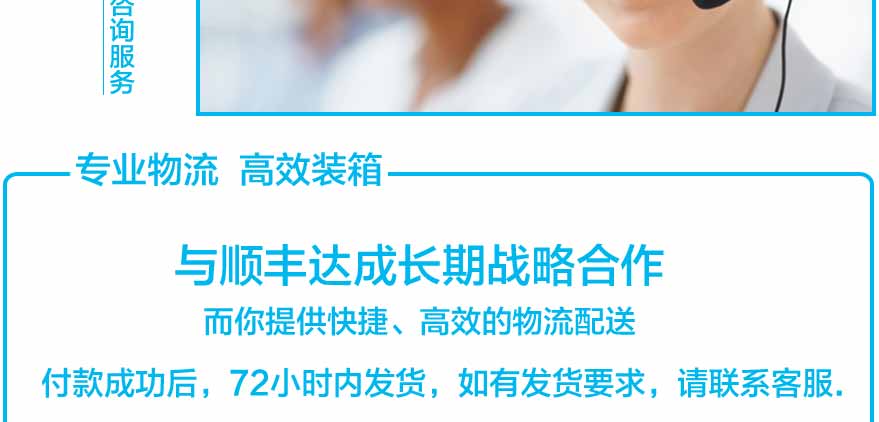 咨询服务
专业物流 高效装箱
与顺丰达成长期战略合作
而你提供快捷、高效的物流配送
付款成功后，72小时内发货，如有发货要求，请联系客服.